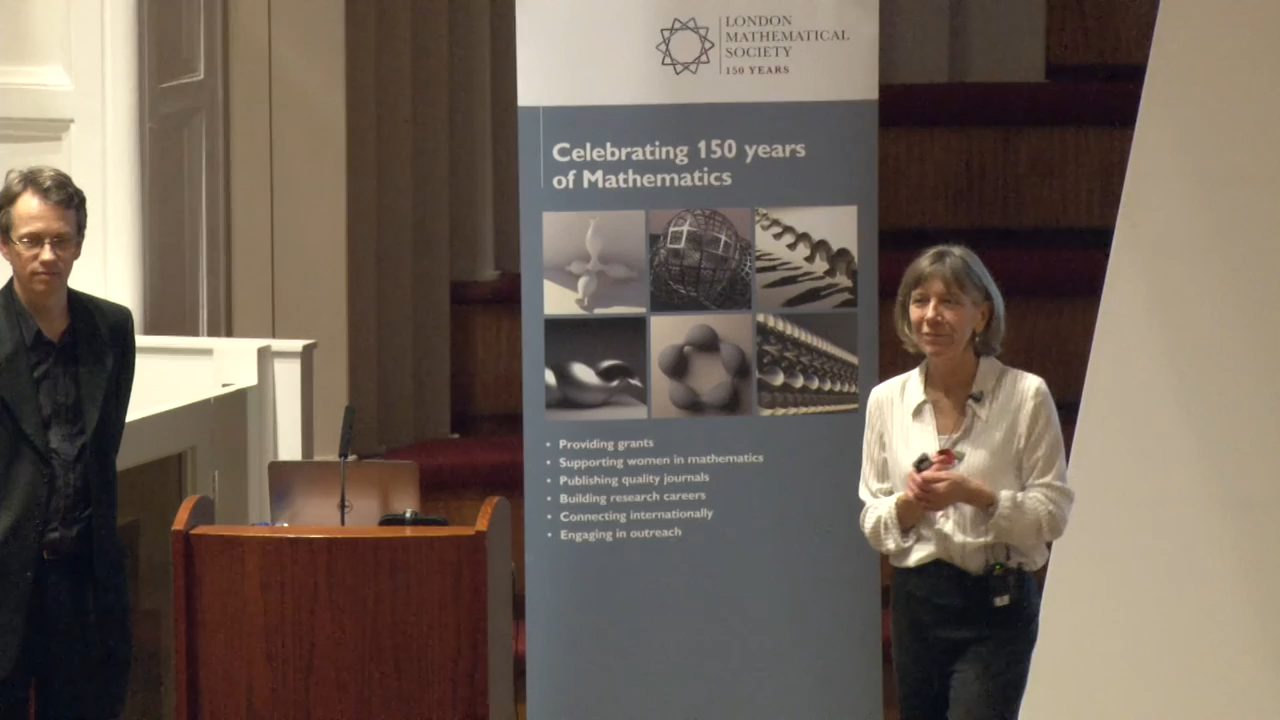 LONDON
MATHEMATICAL
SOCIETY
150 YEARS
Celebrating 150 years
of Mathematics
• Providing grants
• Supporting women in mathematics
• Publishing quality journals
• Building research careers
• Connecting internationally
• Engaging in outreach